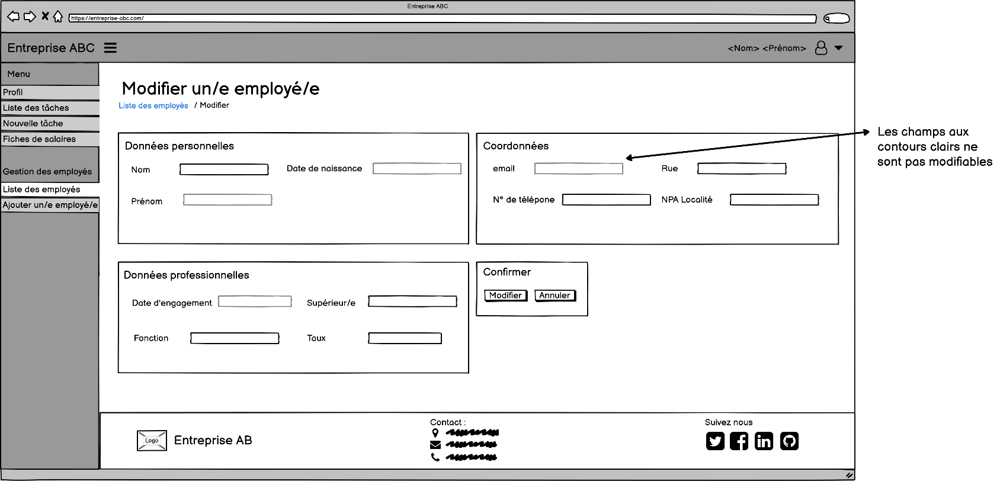 Entreprise ABC
https://entreprise-abc.com/
Entreprise ABC
<Nom> <Prénom>
Menu
Profil
Liste des tâches
Nouvelle tâche
Fiches de salaires
Gestion des employés
Liste des employés
Ajouter un/e employé/e
Modifier un/e employé/e
Liste des employés / Modifier
Données personnelles
Nom
Date de naissance
Prénom
Coordonnées
email
Rue
N° de télépone
NPA Localité
Les champs aux
contours clairs ne
sont pas modifiables
Données professionnelles
Date d'engagement
Supérieur/e
Fonction
Taux
Confirmer
Modifier
Annuler
Logo
Entreprise AB
Contact :
Suivez nous